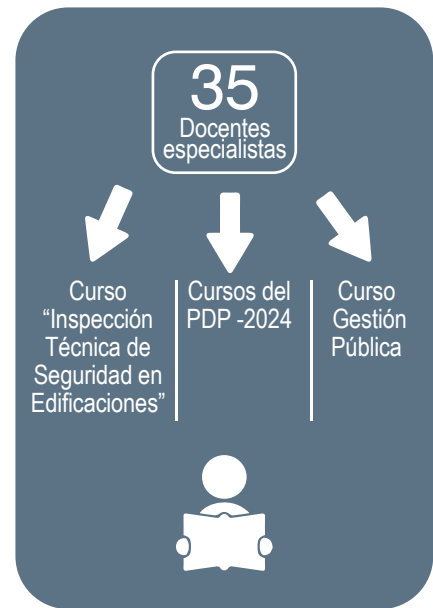 35
Docentes
especialistas
Curso
“Inspección
Técnica de
Seguridad en
Edificaciones”
Cursos del
PDP -2024
Curso
Gestión
Pública